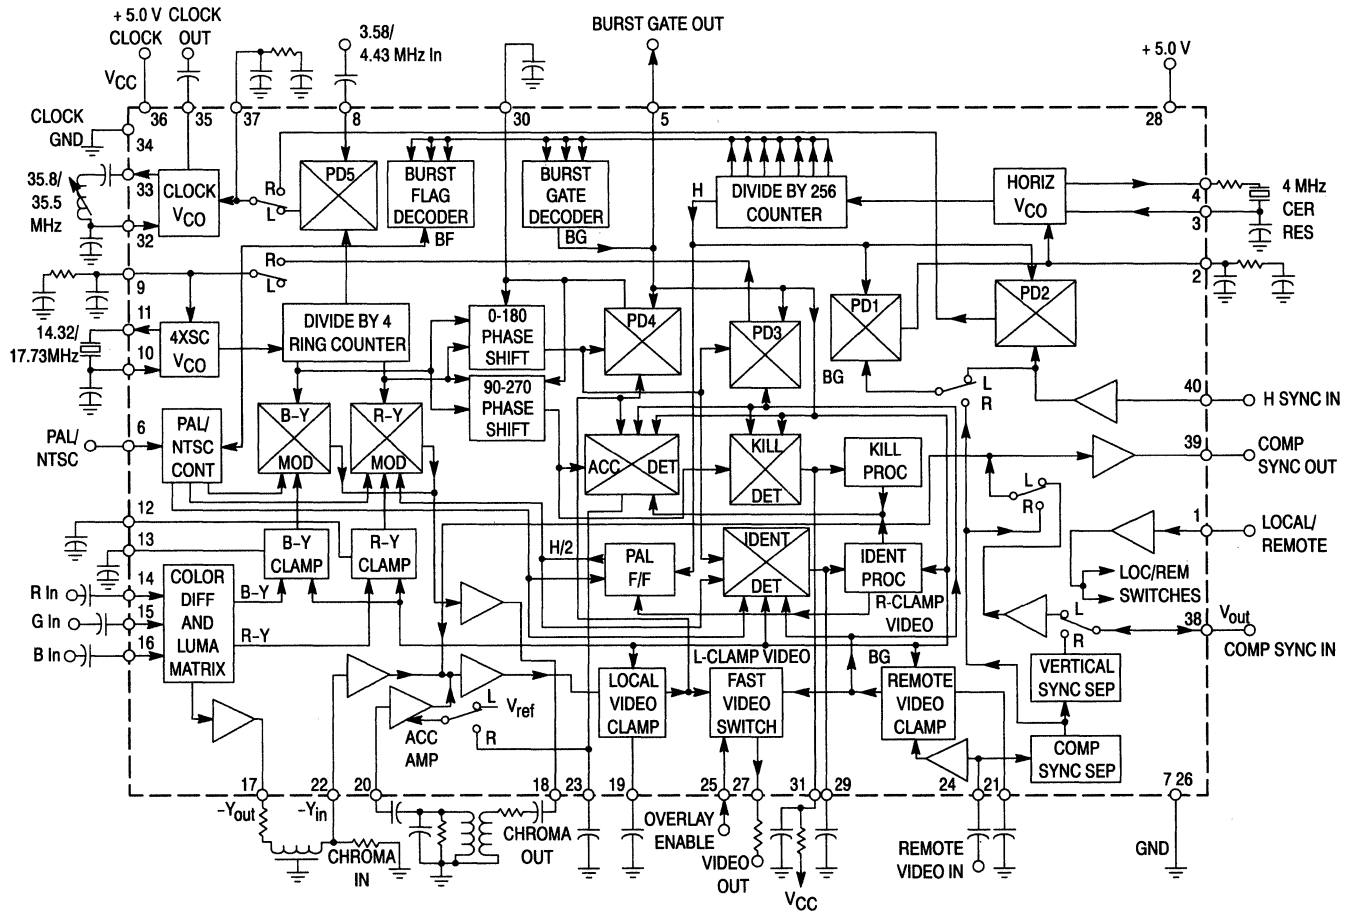 + 5.0 V
CLOCK
CLOCK
OUT
3.58/
4.43 MHz In
BURST GATE OUT
+ 5.0 V
VCC
36
35
37
8
30
5
28
CLOCK
GND
34
33
35.8/
35.5
MHz
32
CLOCK
VCO
R
L
PD5
BURST
FLAG
DECODER
BF
BURST
GATE
DECODER
BG
H
DIVIDE BY 256
COUNTER
HORIZ
VCO
4
3
4 MHz
CER
RES
2
R
L
9
11
14.32/
17.73MHz
10
4XSC
VCO
DIVIDE BY 4
RING COUNTER
0-180
PHASE
SHIFT
90-270
PHASE
SHIFT
PD4
PD3
PD1
PD2
BG
L
R
40
H SYNC IN
PAL/
NTSC
6
PAL/
NTSC
CONT
B–Y
MOD
R–Y
MOD
ACC
DET
KILL
DET
KILL
PROC
39
COMP
SYNC OUT
L
R
12
13
B–Y
CLAMP
R–Y
CLAMP
H/2
PAL
F/F
IDENT
DET
IDENT
PROC
R-CLAMP
VIDEO
1
LOCAL/
REMOTE
LOC/REM
SWITCHES
R In
14
G In
15
B In
16
COLOR
DIFF
AND
LUMA
MATRIX
B–Y
R–Y
L
R
38
Vout
COMP SYNC IN
L-CLAMP VIDEO
BG
LOCAL
VIDEO
CLAMP
FAST
VIDEO
SWITCH
REMOTE
VIDEO
CLAMP
VERTICAL
SYNC SEP
COMP
SYNC SEP
ACC
AMP
L
Vref
R
17
22
20
18
23
19
25
27
31
29
24
21
7 26
–Yout
–Yin
CHROMA
IN
CHROMA
OUT
OVERLAY
ENABLE
VIDEO
OUT
VCC
REMOTE
VIDEO IN
GND